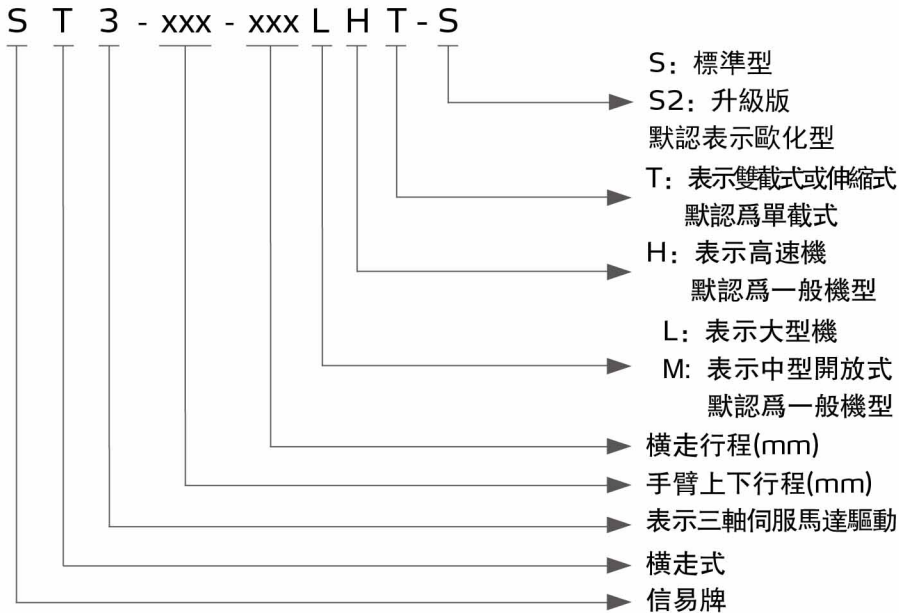 ST3-xxx-xxxLHT-S
S：標準型
S2：升級版
默認表示歐化型
T：表示雙截式或伸縮式
默認爲單截式
H：表示高速機
默認爲一般機型
L：表示大型機
M: 表示中型開放式
默認爲一般機型
横走行程(mm)
手臂上下行程(mm)
表示三軸伺服馬達驅動
横走式
信易牌